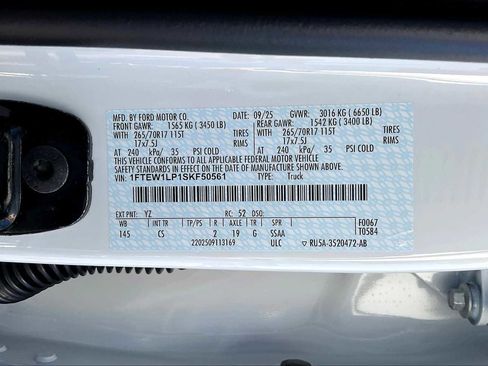 MFD. BY FORD MOTOR CO. DATE: 09/25 GVWR: 3016 KG ( 6650 LB)
FRONT GAWR: 1565 KG ( 3450 LB) REAR GAWR: 1542 KG ( 3400 LB)
WITH 265/70R17 115T TIRES WITH 265/70R17 115T TIRES
17x7.5J RIMS 17x7.5J RIMS
AT 240 kPa/ 35 PSI COLD AT 240 kPa/ 35 PSI COLD
THIS VEHICLE CONFORMS TO ALL APPLICABLE FEDERAL MOTOR VEHICLE
SAFETY STANDARDS IN EFFECT ON THE DATE OF MANUFACTURE SHOWN ABOVE.
VIN: 1FTEW1LP1SKF50561 TYPE: Truck
EXT PNT: YZ RC: 52 DSO: F0067
WB INT TR TP/PS R AXLE TR SPR T0584
145 CS 2 19 G SSAA
2202509113169 ULC RU5A-3520472-AB